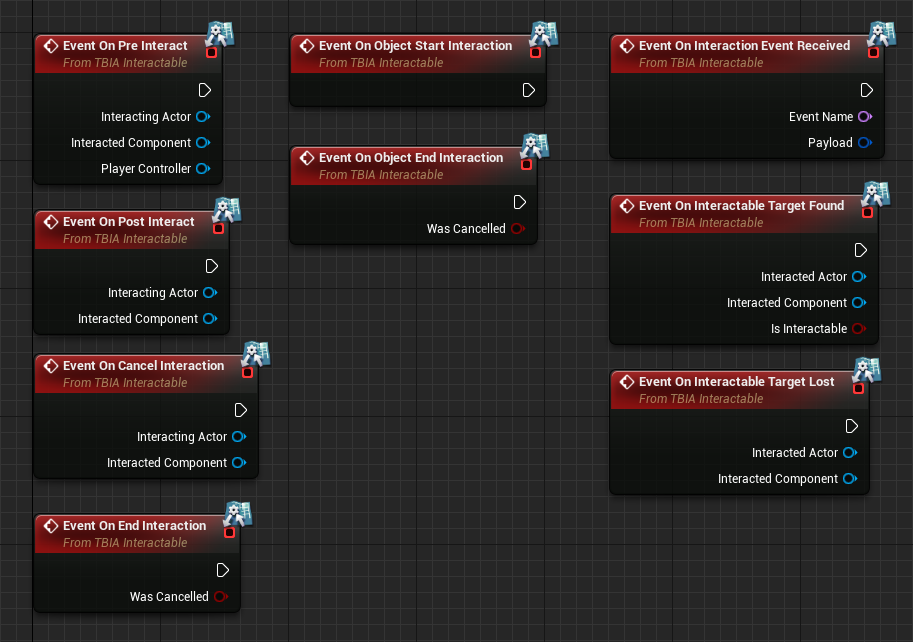 Event On Pre Interact
From TBIA Interactable
Interacting Actor
Interacted Component
Player Controller
Event On Post Interact
From TBIA Interactable
Interacting Actor
Interacted Component
Event On Cancel Interaction
From TBIA Interactable
Interacting Actor
Interacted Component
Event On End Interaction
From TBIA Interactable
Was Cancelled
Event On Object Start Interaction
From TBIA Interactable
Event On Object End Interaction
From TBIA Interactable
Was Cancelled
Event On Interaction Event Received
From TBIA Interactable
Event Name
Payload
Event On Interactable Target Found
From TBIA Interactable
Interacted Actor
Interacted Component
Is Interactable
Event On Interactable Target Lost
From TBIA Interactable
Interacted Actor
Interacted Component